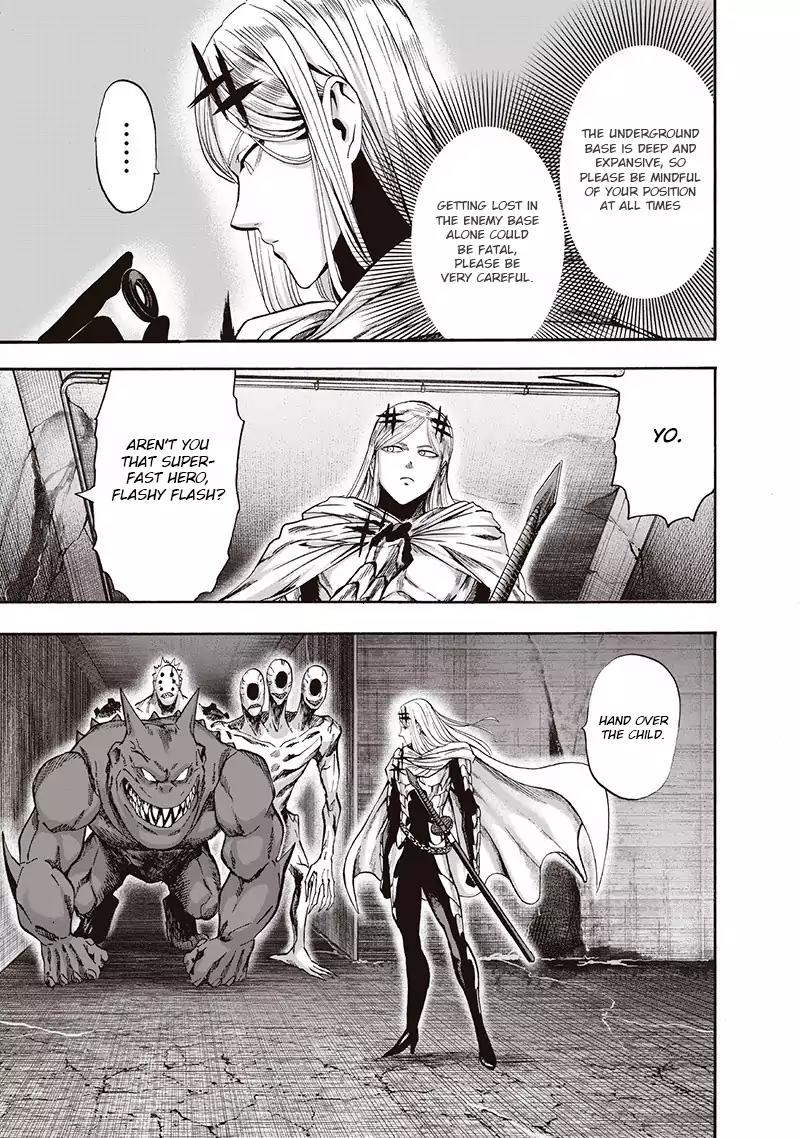 THE UNDERGROUND
BASE IS DEEP AND
EXPANSIVE, SO
PLEASE BE MINDFUL
OF YOUR POSITION
AT ALL TIMES
GETTING LOST IN
THE ENEMY BASE
ALONE COULD
BE FATAL,
PLEASE BE
VERY CAREFUL.
......
YO.
AREN'T YOU
THAT SUPER-
FAST HERO,
FLASHY FLASH?
HAND OVER
THE CHILD.